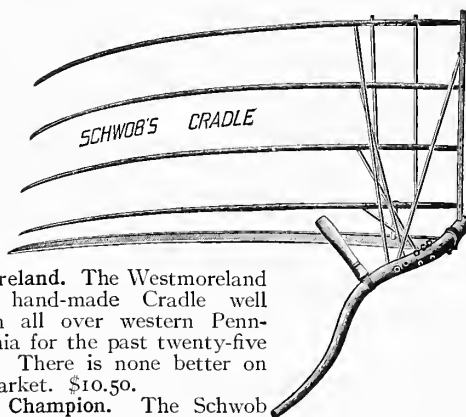 SCHWOB'S CRADLE
reland. The Westmoreland
hand-made Cradle well
all over western Penn-
nia for the past twenty-five
There is none better on
arket. $10.50.
Champion. The Schwob